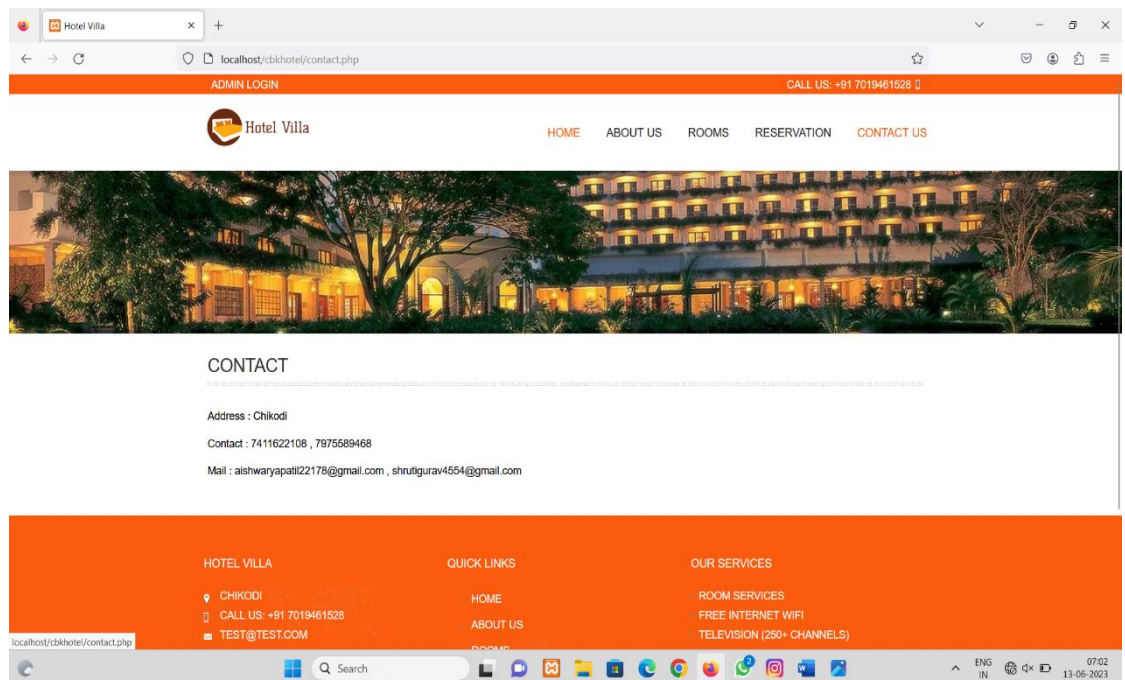 Hotel Villa
localhost/cbkhotel/contact.php
ADMIN LOGIN
CALL US: +91 7019461528
Hotel Villa
HOME ABOUT US ROOMS RESERVATION CONTACT US
CONTACT
Address : Chikodi
Contact : 7411622108 , 7975589468
Mail : aishwaryapatil22178@gmail.com , shrutigurav4554@gmail.com
HOTEL VILLA
CHIKODI
CALL US: +91 7019461528
TEST@TEST.COM
QUICK LINKS
HOME
ABOUT US
ROOMS
OUR SERVICES
ROOM SERVICES
FREE INTERNET WIFI
TELEVISION (250+ CHANNELS)
localhost/cbkhotel/contact.php
Search
2
ENG
IN
07:02
13-06-2023